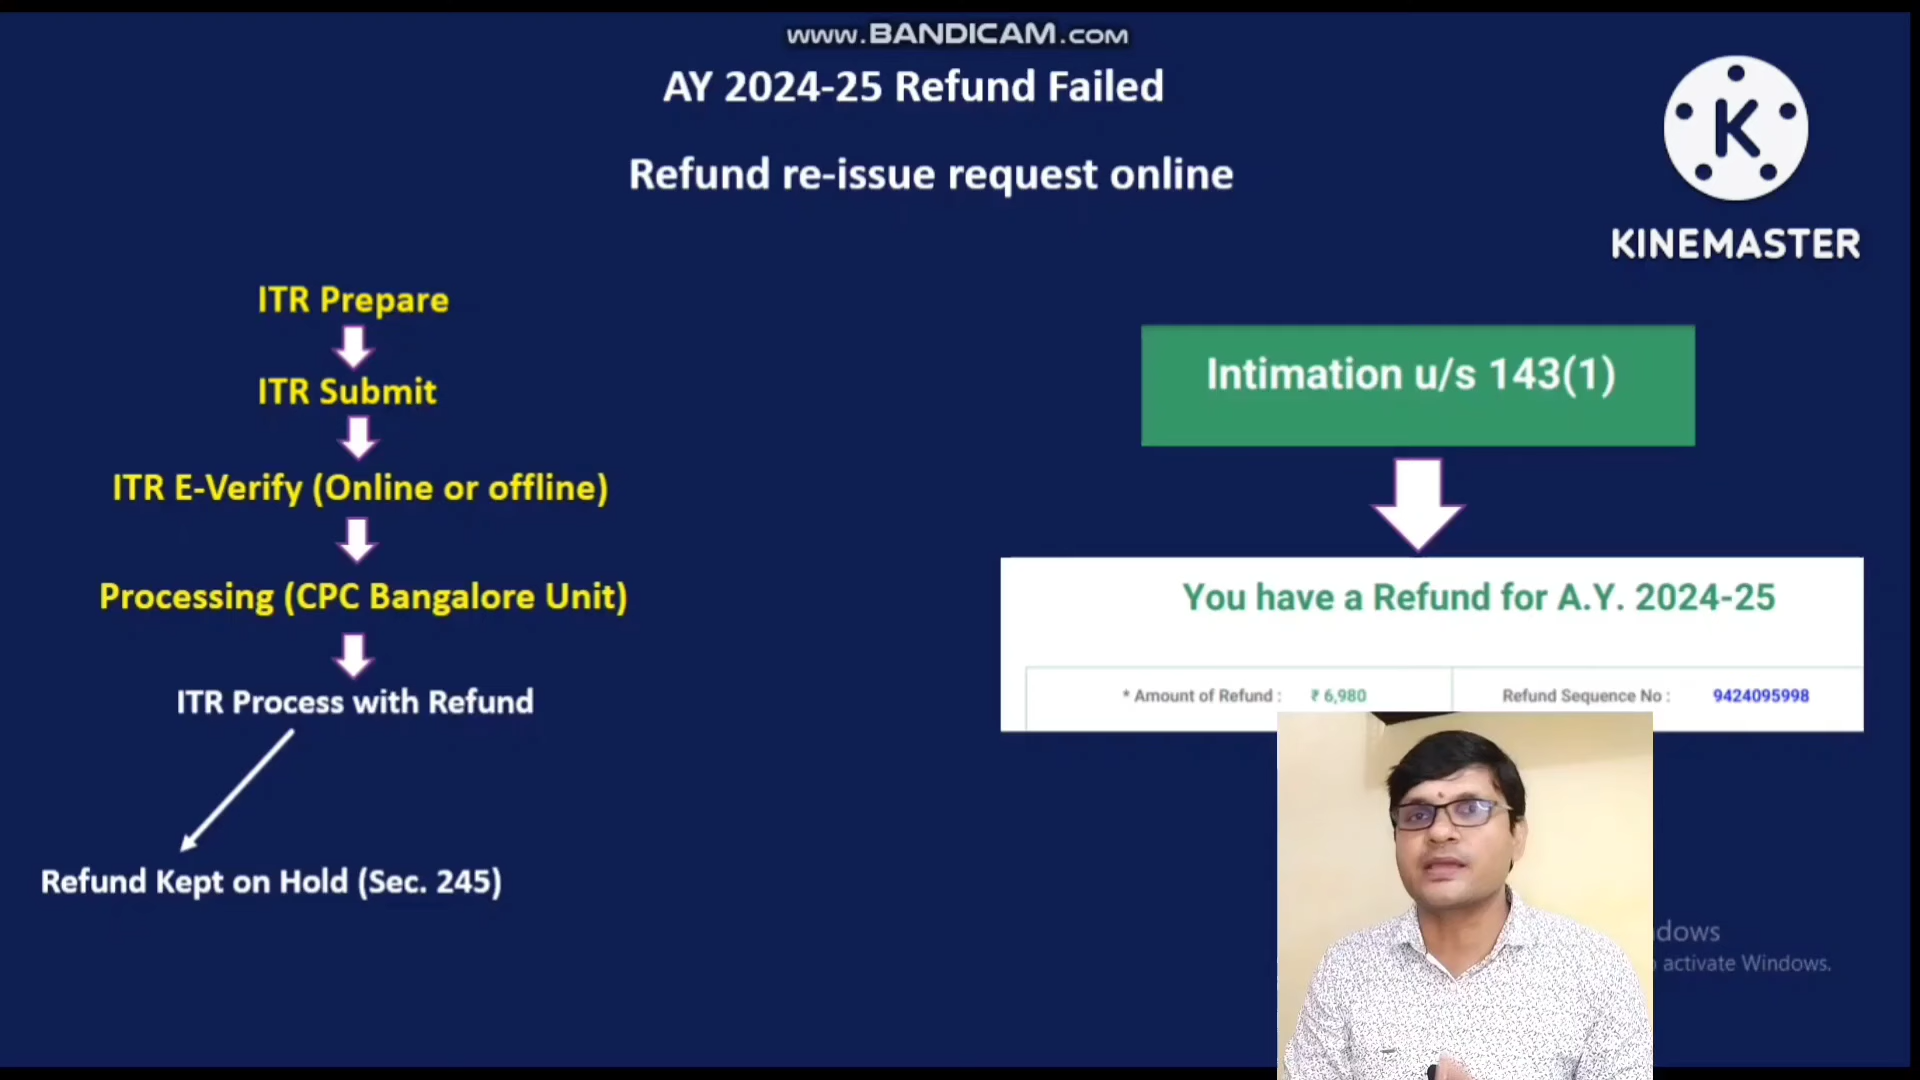 www.BANDICAM.com
AY 2024-25 Refund Failed
Refund re-issue request online
K
KINEMASTER
ITR Prepare
ITR Submit
ITR E-Verify (Online or offline)
Processing (CPC Bangalore Unit)
ITR Process with Refund
Refund Kept on Hold (Sec. 245)
Intimation u/s 143(1)
You have a Refund for A.Y. 2024-25
* Amount of Refund : ₹ 6,980 Refund Sequence No : 9424095998
activate Windows.